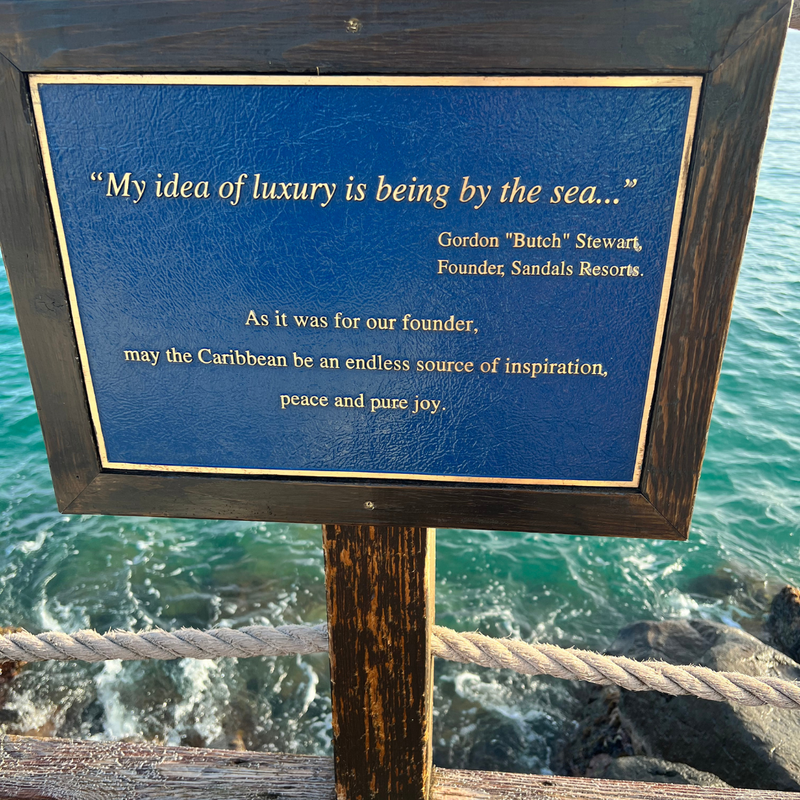 “My idea of luxury is being by the sea...”
Gordon "Butch" Stewart,
Founder, Sandals Resorts.
As it was for our founder,
may the Caribbean be an endless source of inspiration,
peace and pure joy.